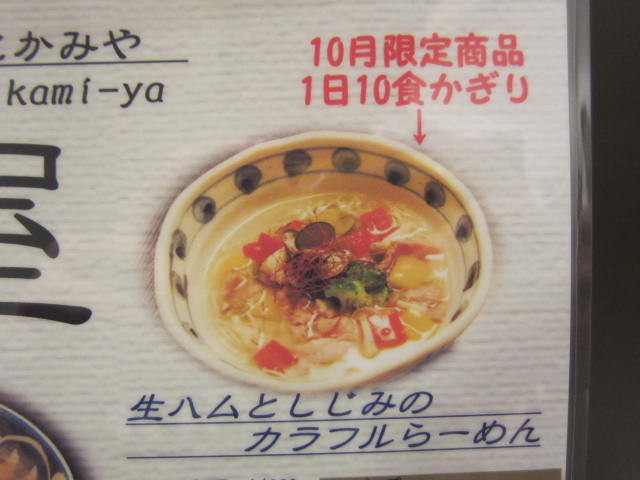 とかみや
kami-ya
10月限定商品
1日10食かぎり
生ハムとしじみの
カラフルらーめん